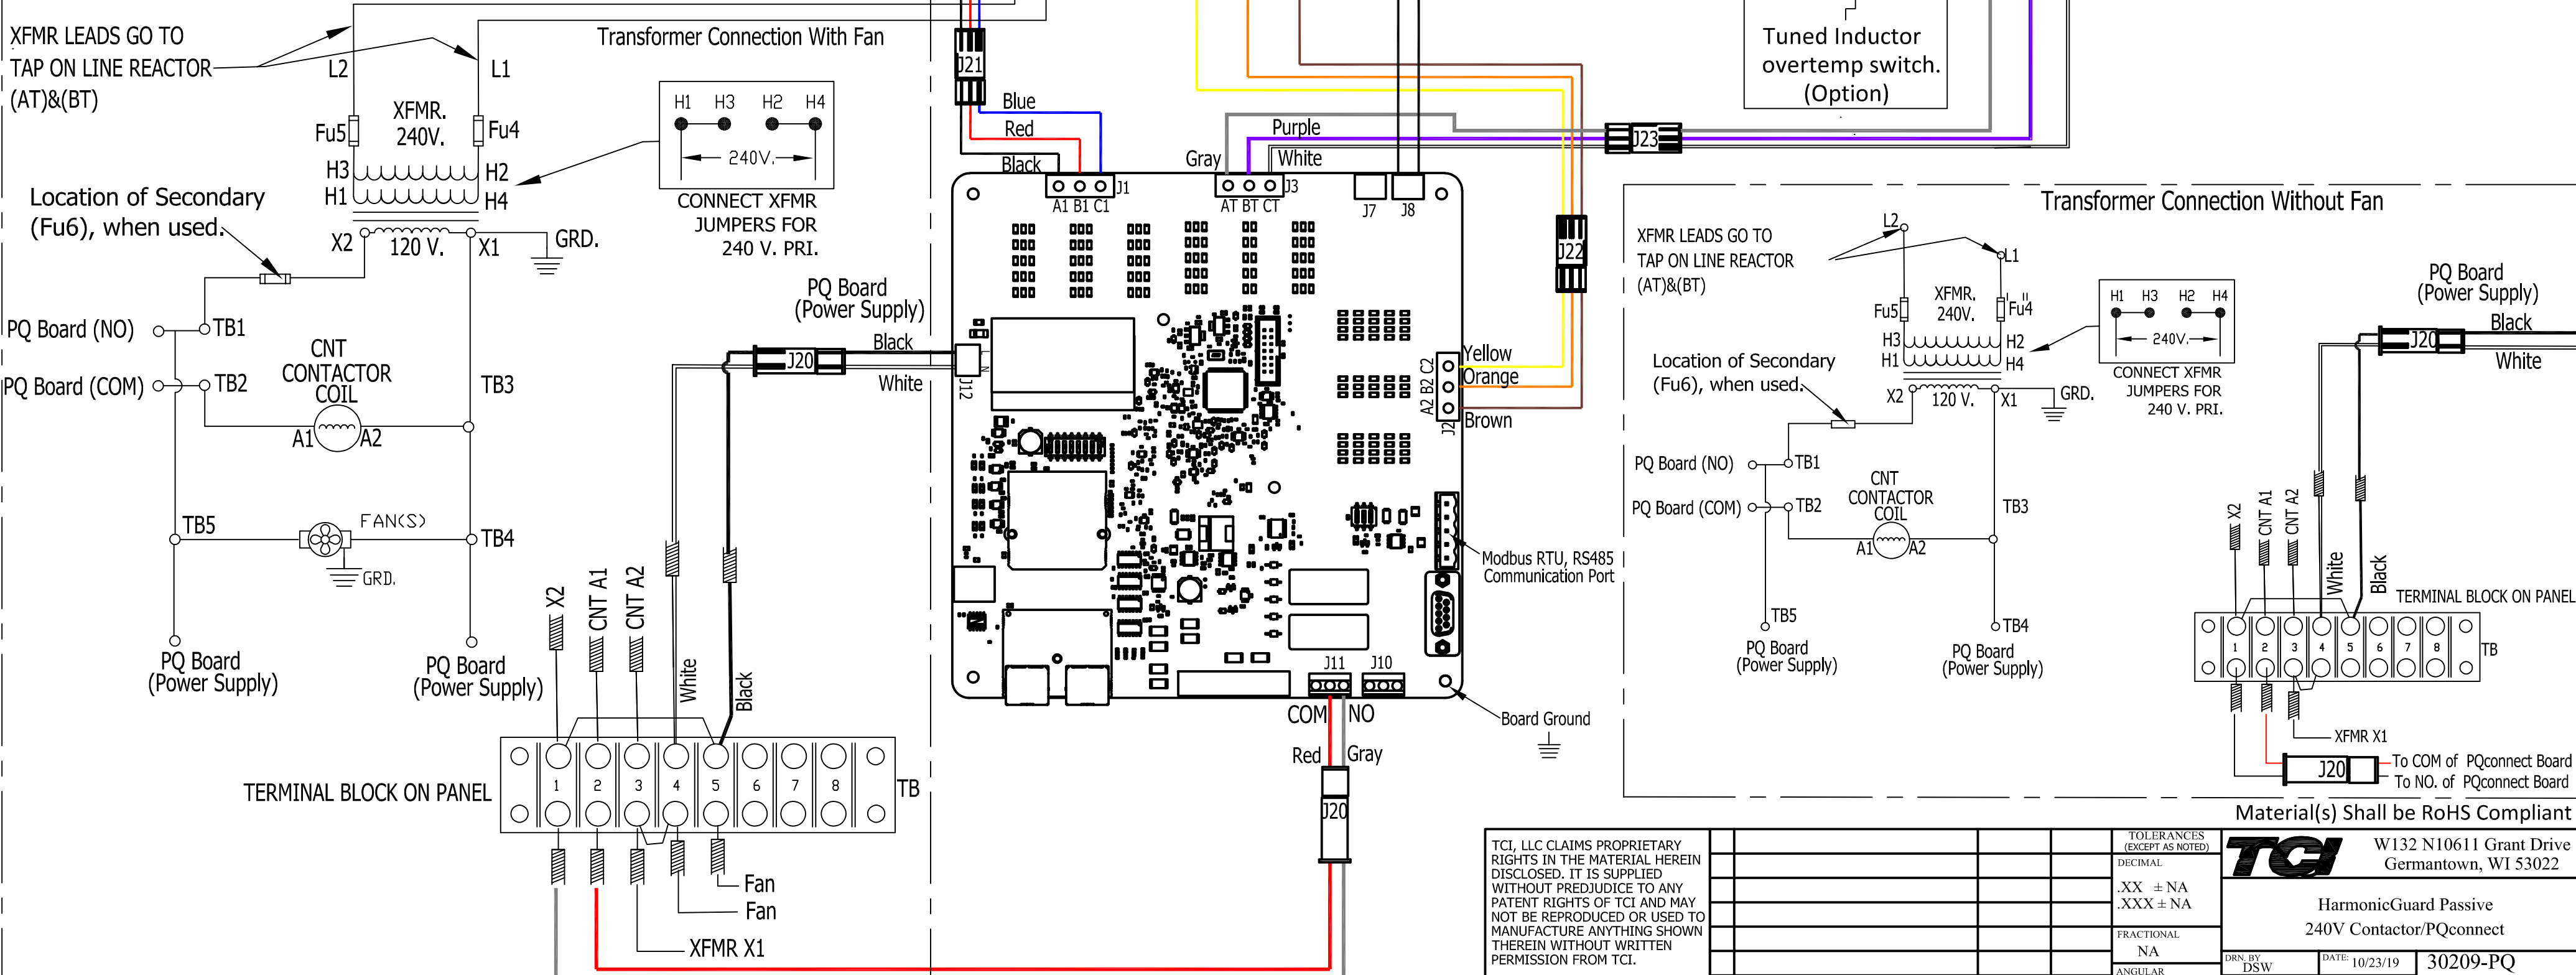 XFMR LEADS GO TO
TAP ON LINE REACTOR
(AT)&(BT)
L2
L1
Transformer Connection With Fan
XFMR.
240V.
Fu5
Fu4
H3
H2
H1
H4
H1 H3 H2 H4
240V.
CONNECT XFMR
JUMPERS FOR
240 V. PRI.
Location of Secondary
(Fu6), when used.
X2
120 V.
X1
GRD.
PQ Board (NO)
TB1
PQ Board (COM)
TB2
CNT
CONTACTOR
COIL
A1
A2
TB3
TB5
FAN(S)
TB4
GRD.
PQ Board
(Power Supply)
PQ Board
(Power Supply)
X2
CNT A1
CNT A2
White
Black
TERMINAL BLOCK ON PANEL
1 2 3 4 5 6 7 8
TB
Fan
Fan
XFMR X1
PQ Board
(Power Supply)
J20
Black
White
J21
Blue
Red
Black
J1
A1 B1 C1
Purple
Gray
White
J3
AT BT CT
J7
J8
J23
J22
L
N
J12
Yellow
Orange
Brown
A2 B2 C2
J2
Modbus RTU, RS485
Communication Port
J11
J10
COM
NO
Red
Gray
J20
Board Ground
Tuned Inductor
overtemp switch.
(Option)
Transformer Connection Without Fan
XFMR LEADS GO TO
TAP ON LINE REACTOR
(AT)&(BT)
L2
L1
XFMR.
240V.
Fu5
"Fu4"
H3
H2
H1
H4
H1 H3 H2 H4
240V.
CONNECT XFMR
JUMPERS FOR
240 V. PRI.
Location of Secondary
(Fu6), when used.
X2
120 V.
X1
GRD.
PQ Board (NO)
TB1
PQ Board (COM)
TB2
CNT
CONTACTOR
COIL
A1
A2
TB3
TB5
TB4
PQ Board
(Power Supply)
PQ Board
(Power Supply)
PQ Board
(Power Supply)
J20
Black
White
X2
CNT A1
CNT A2
White
Black
TERMINAL BLOCK ON PANEL
1 2 3 4 5 6 7 8
TB
XFMR X1
J20
To COM of PQconnect Board
To NO. of PQconnect Board
Material(s) Shall be RoHS Compliant
TCI, LLC CLAIMS PROPRIETARY
RIGHTS IN THE MATERIAL HEREIN
DISCLOSED. IT IS SUPPLIED
WITHOUT PREDJUDICE TO ANY
PATENT RIGHTS OF TCI AND MAY
NOT BE REPRODUCED OR USED TO
MANUFACTURE ANYTHING SHOWN
THEREIN WITHOUT WRITTEN
PERMISSION FROM TCI.
TOLERANCES
(EXCEPT AS NOTED)
DECIMAL
.XX ± NA
.XXX ± NA
FRACTIONAL
NA
ANGULAR
TCI
W132 N10611 Grant Drive
Germantown, WI 53022
HarmonicGuard Passive
240V Contactor/PQconnect
DRN. BY
DSW
DATE: 10/23/19
30209-PQ